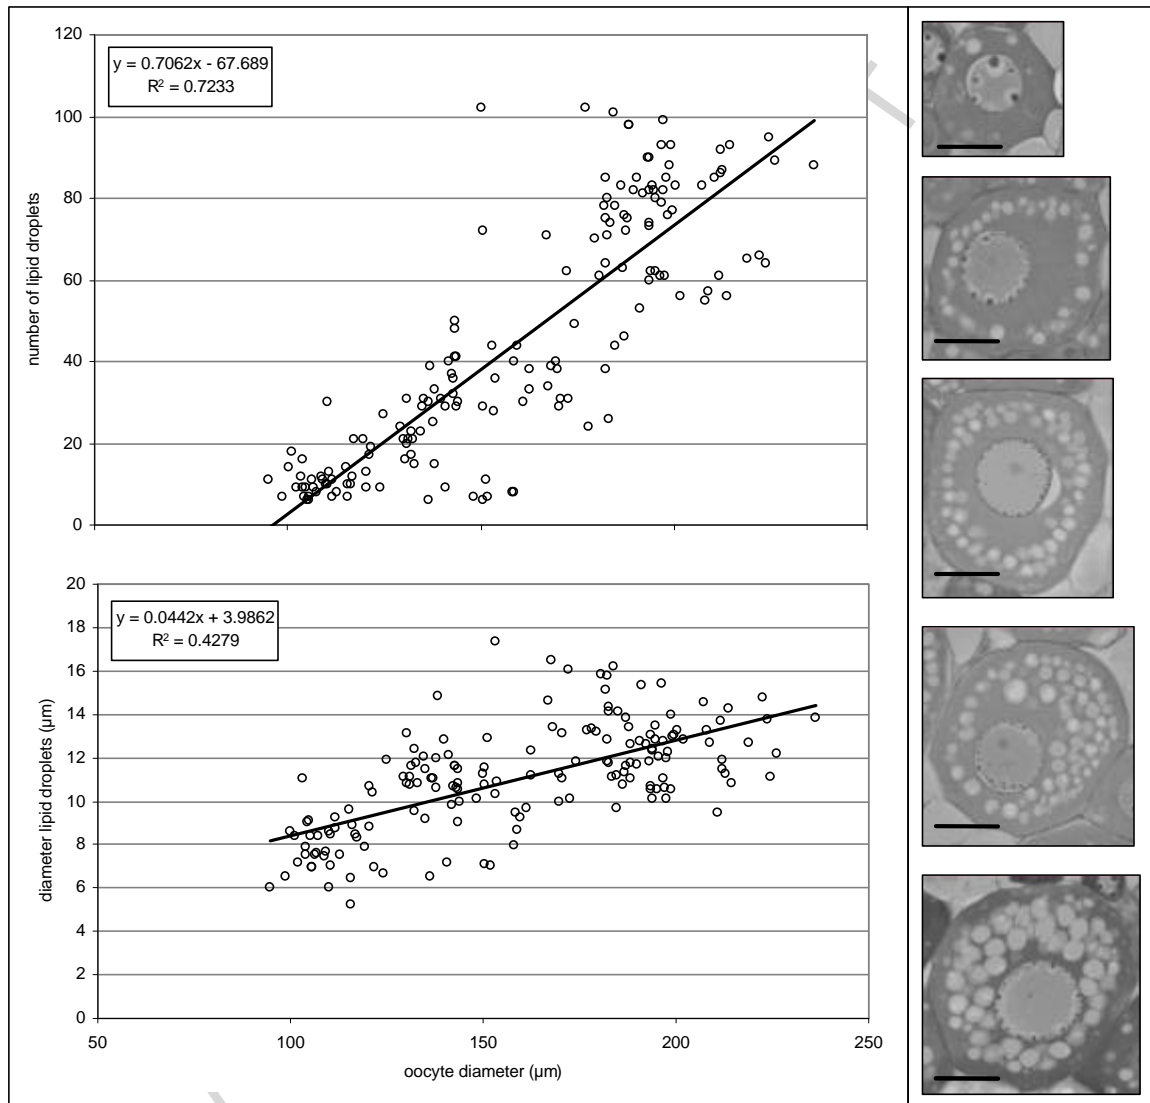 120
100
80
60
40
20
0
number of lipid droplets
y = 0.7062x - 67.689
R² = 0.7233
20
18
16
14
12
10
8
6
4
2
0
diameter lipid droplets (µm)
y = 0.0442x + 3.9862
R² = 0.4279
50 100 150 200 250
oocyte diameter (µm)